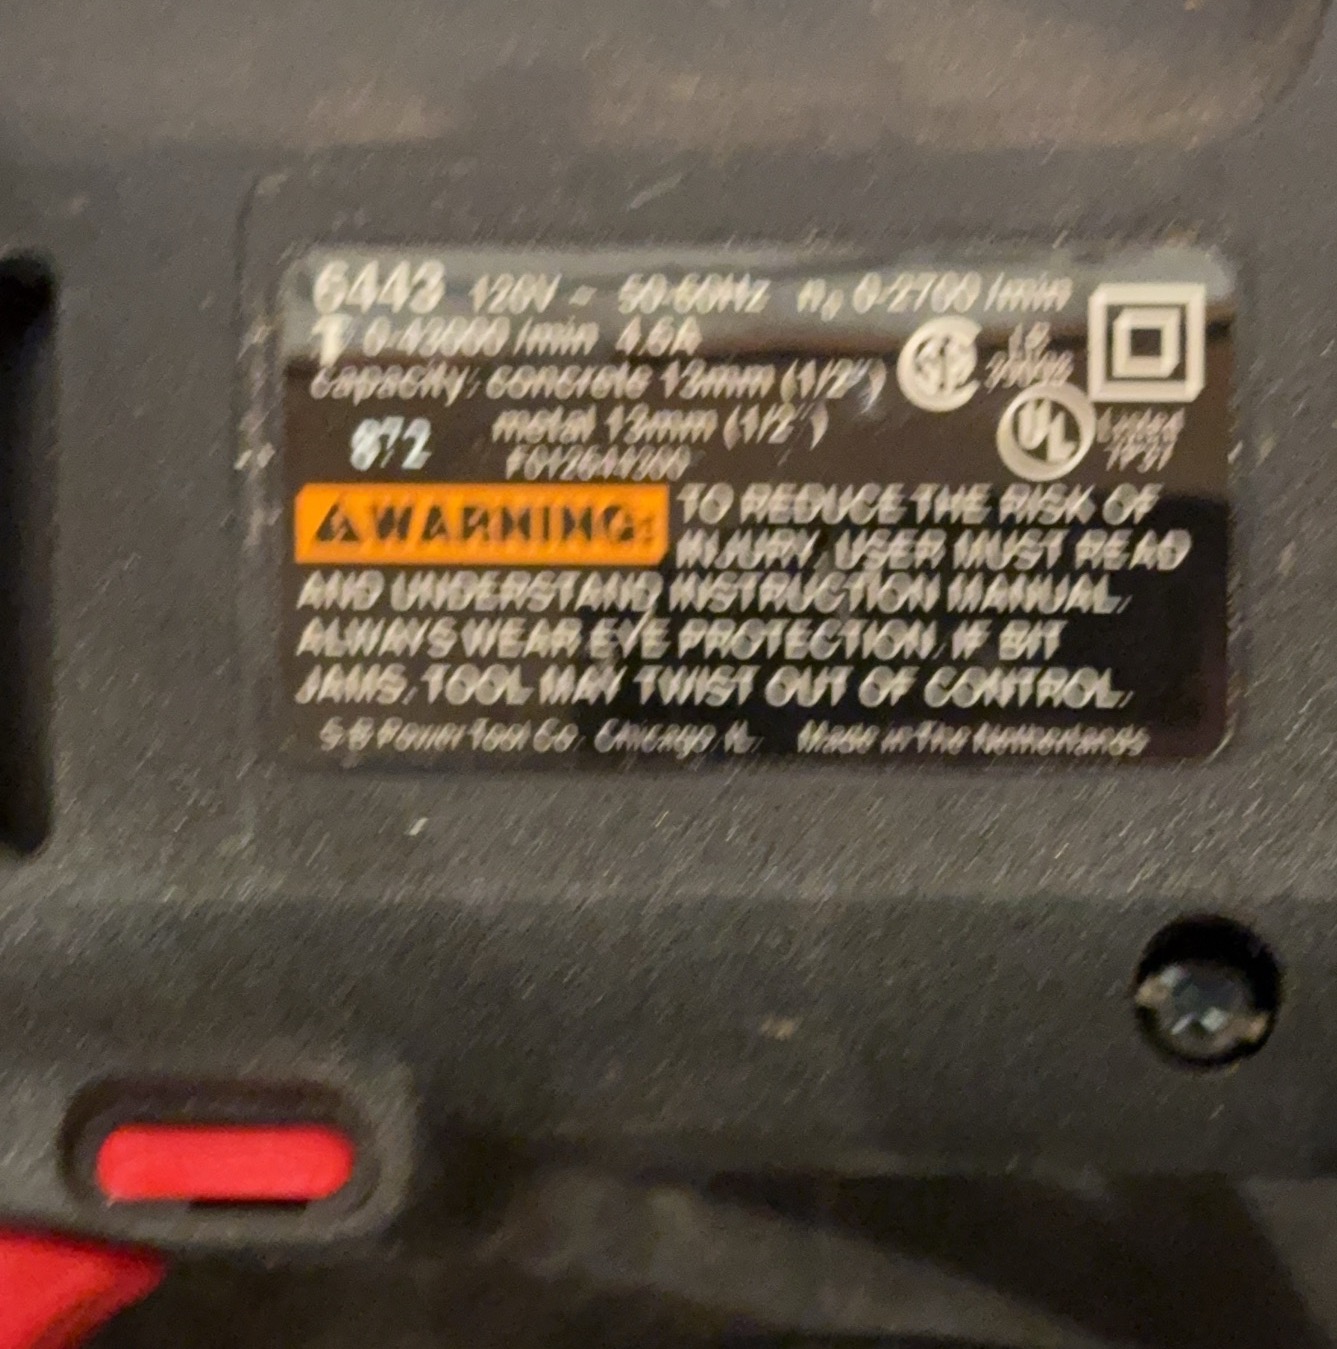 6443 120V ~ 50-60Hz n₀ 0-2700/min
0-43000/min 4.6A
capacity: concrete 13mm (1/2")
metal 13mm (1/2")
872
UL Listed
WARNING: TO REDUCE THE RISK OF
INJURY, USER MUST READ
AND UNDERSTAND INSTRUCTION MANUAL.
ALWAYS WEAR EYE PROTECTION. IF BIT
JAMS, TOOL MAY TWIST OUT OF CONTROL.
S-B Power Tool Co. Chicago, IL. Made in The Netherlands